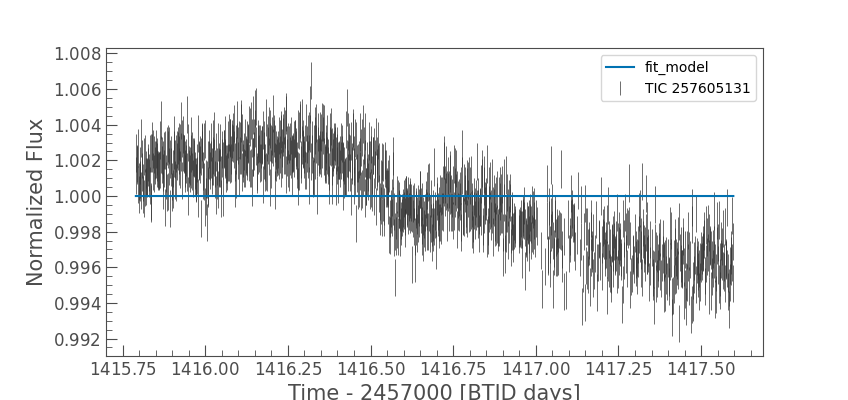 1.008
1.006
1.004
1.002
1.000
0.998
0.996
0.994
0.992
Normalized Flux
fit_model
TIC 257605131
1415.75 1416.00 1416.25 1416.50 1416.75 1417.00 1417.25 1417.50
Time - 2457000 [BTJD days]